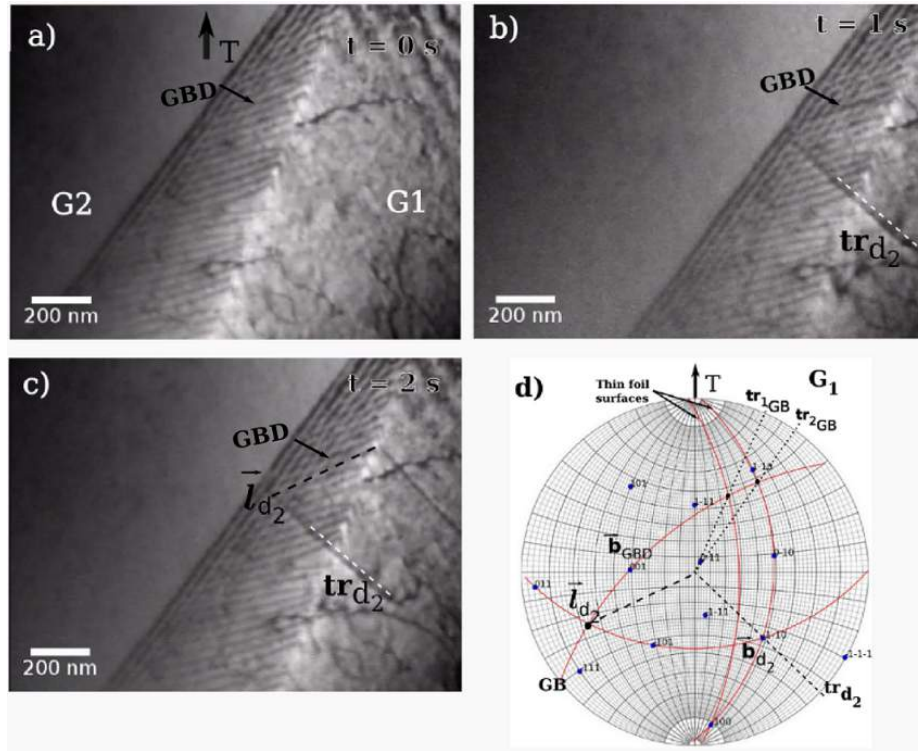 a)
T
t = 0 s
GBD
G2
G1
200 nm
b)
t = 1 s
GBD
tr d2
200 nm
c)
t = 2 s
GBD
l d2
tr d2
200 nm
d)
G1
Thin foil
surfaces
T
tr1GB
tr2GB
101
1-11
b GBD
001
011
l d2
1-11
101
b d2
1-10
1-1-1
111
GB
tr d2
100